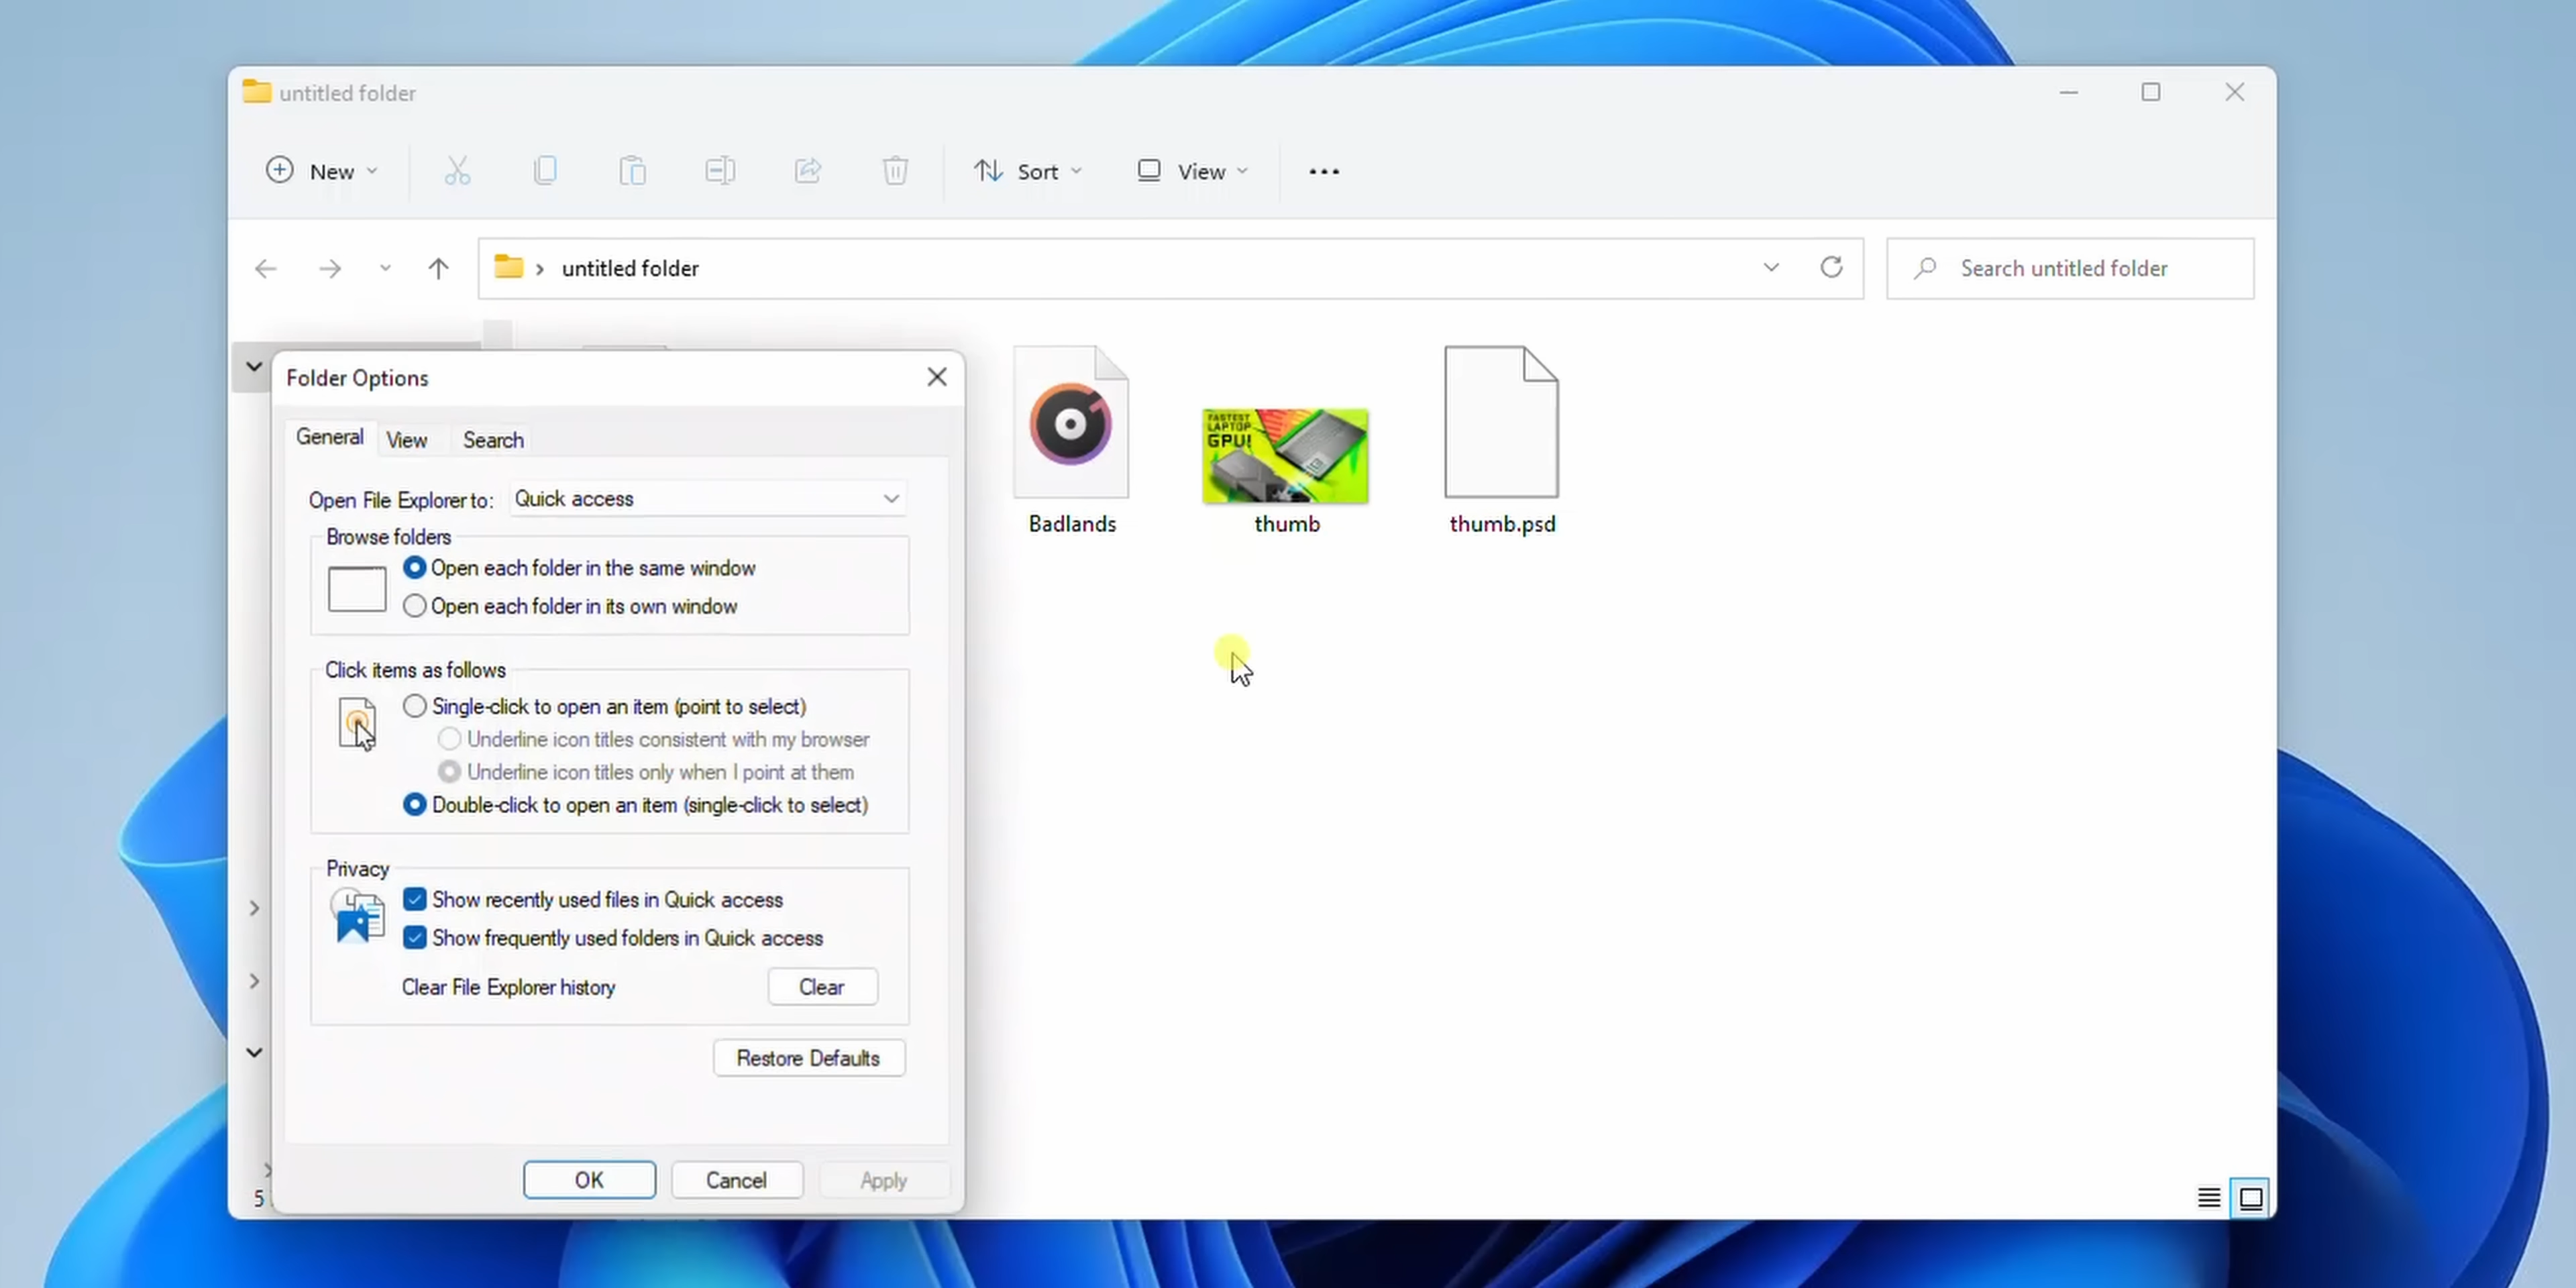 untitled folder
New
Sort
View
untitled folder
Search untitled folder
Folder Options
General
View
Search
Open File Explorer to:
Quick access
Browse folders
Open each folder in the same window
Open each folder in its own window
Click items as follows
Single-click to open an item (point to select)
Underline icon titles consistent with my browser
Underline icon titles only when I point at them
Double-click to open an item (single-click to select)
Privacy
Show recently used files in Quick access
Show frequently used folders in Quick access
Clear File Explorer history
Clear
Restore Defaults
OK
Cancel
Apply
FASTEST
LAPTOP
GPU!
Badlands
thumb
thumb.psd
5